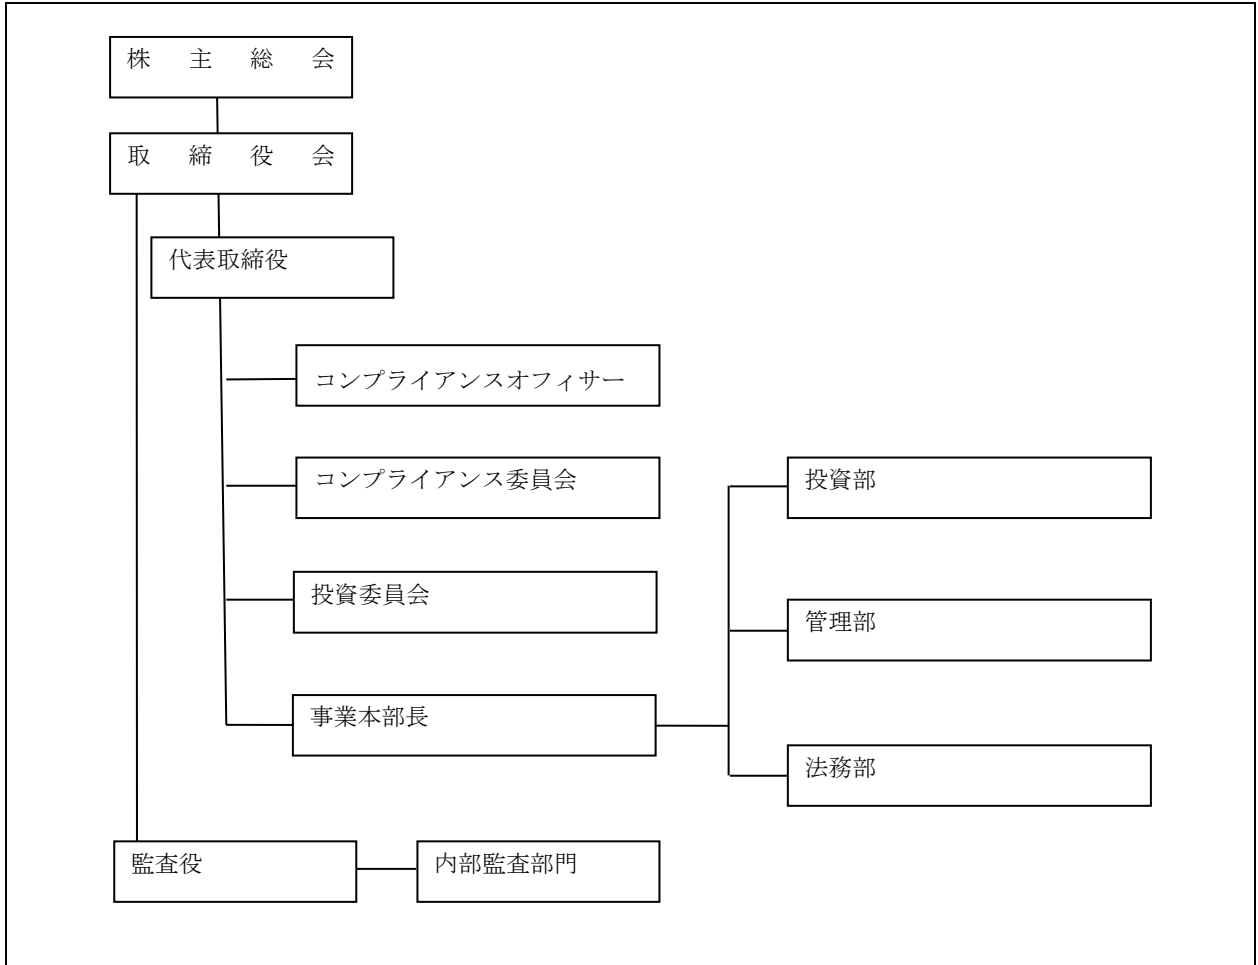 株主総会
取締役会
代表取締役
コンプライアンスオフィサー
コンプライアンス委員会
投資委員会
事業本部長
投資部
管理部
法務部
監査役
内部監査部門